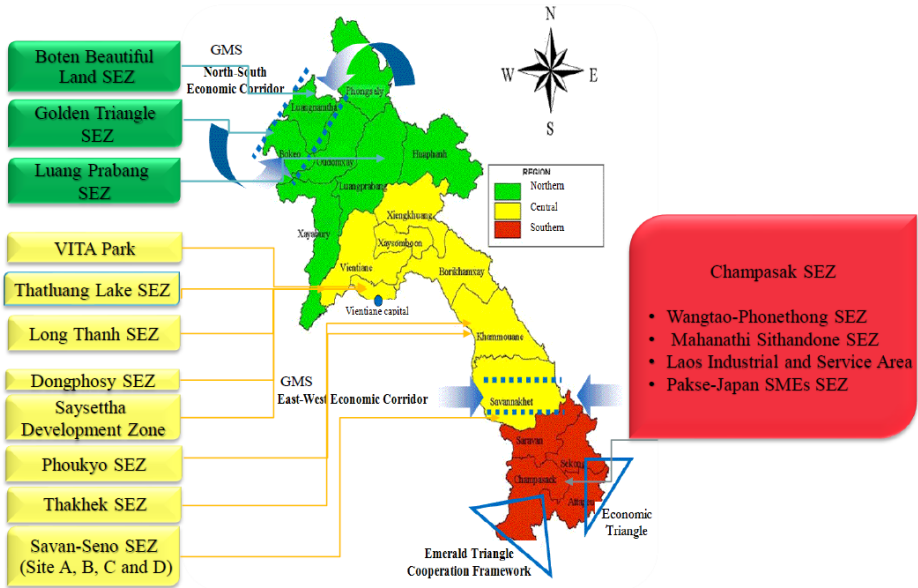 Boten Beautiful
Land SEZ
Golden Triangle
SEZ
Luang Prabang
SEZ
VITA Park
Thatluang Lake SEZ
Long Thanh SEZ
Dongphosy SEZ
Saysettha
Development Zone
Phoukyo SEZ
Thakhek SEZ
Savan-Seno SEZ
(Site A, B, C and D)
GMS
North-South
Economic Corridor
Phongsaly
Luangnamtha
Bokeo
Oudomxay
Huaphanh
Luangprabang
Xayabury
Xiengkhuang
Xaysomboon
Vientiane
Borikhamxay
Vientiane capital
Khammouane
GMS
East-West Economic Corridor
Savannakhet
Saravan
Sekong
Champasack
Attapeu
Emerald Triangle
Cooperation Framework
Economic
Triangle
N
W
E
S
REGION
Northern
Central
Southern
Champasak SEZ
• Wangtao-Phonethong SEZ
• Mahanathi Sithandone SEZ
• Laos Industrial and Service Area
• Pakse-Japan SMEs SEZ